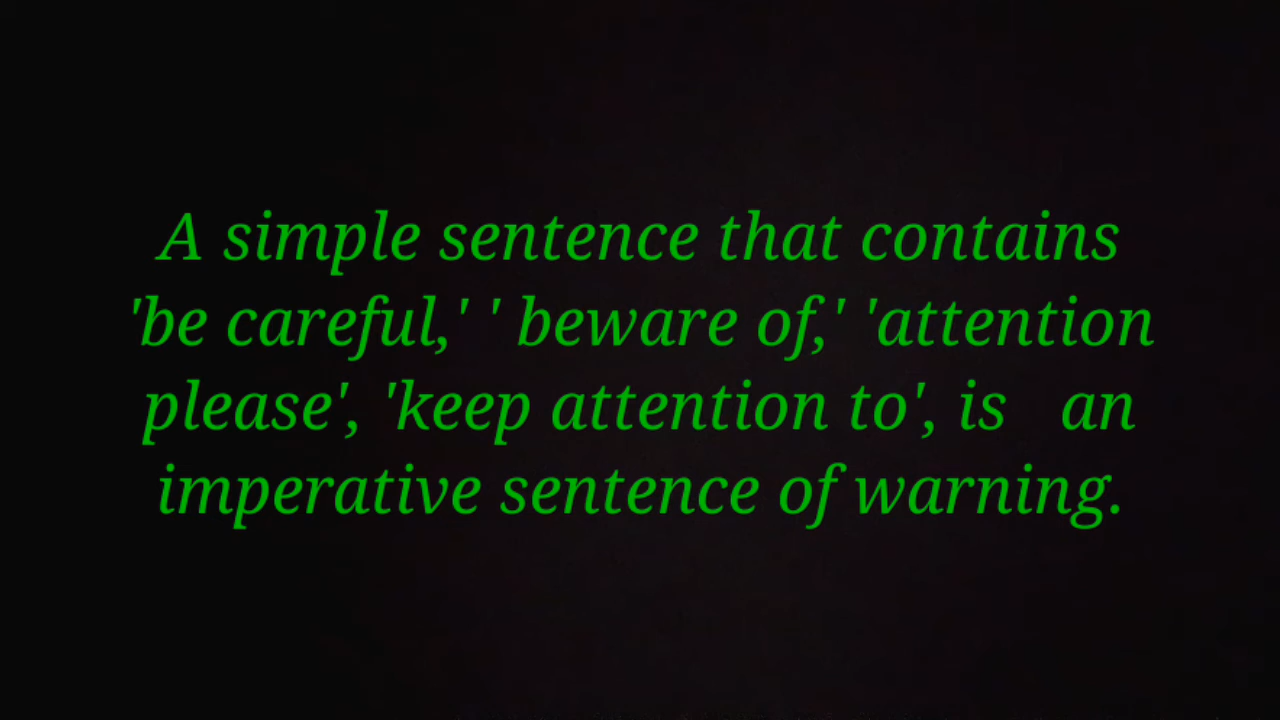 A simple sentence that contains
'be careful,' ' beware of,' 'attention
please', 'keep attention to', is   an
imperative sentence of warning.